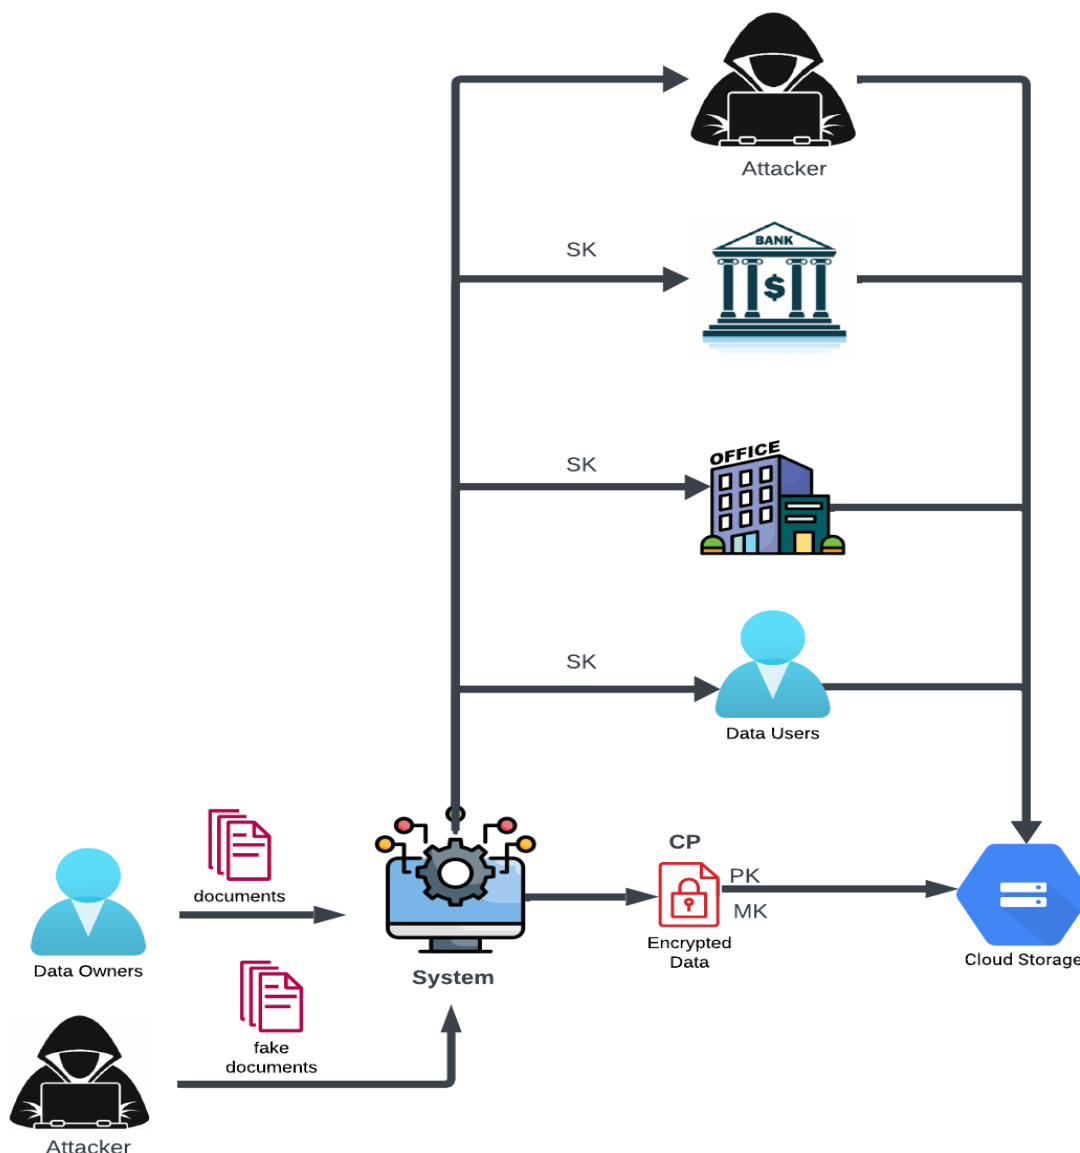 Attacker
SK
BANK
$
SK
OFFICE
SK
Data Users
documents
CP
PK
MK
Encrypted
Data
Data Owners
System
Cloud Storage
fake
documents
Attacker